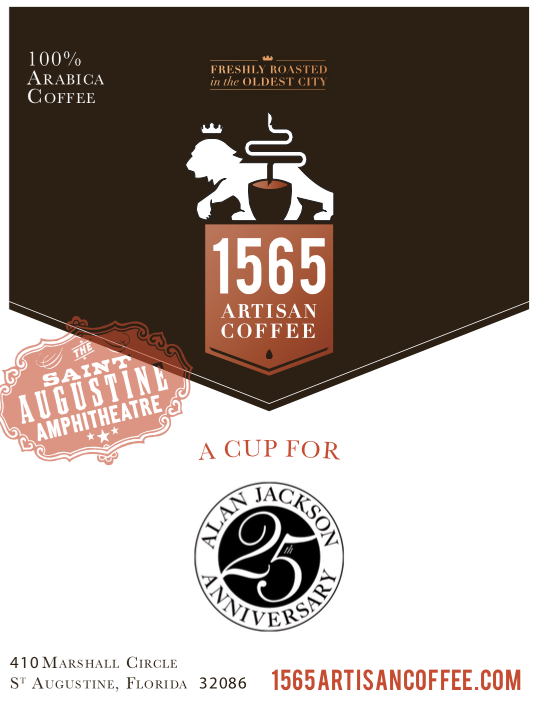 100%
ARABICA
COFFEE
FRESHLY ROASTED
in the OLDEST CITY
1565
ARTISAN
COFFEE
THE
SAINT
AUGUSTINE
AMPHITHEATRE
A CUP FOR
ALAN JACKSON
25th
ANNIVERSARY
410 MARSHALL CIRCLE
ST AUGUSTINE, FLORIDA 32086
1565ARTISANCOFFEE.COM